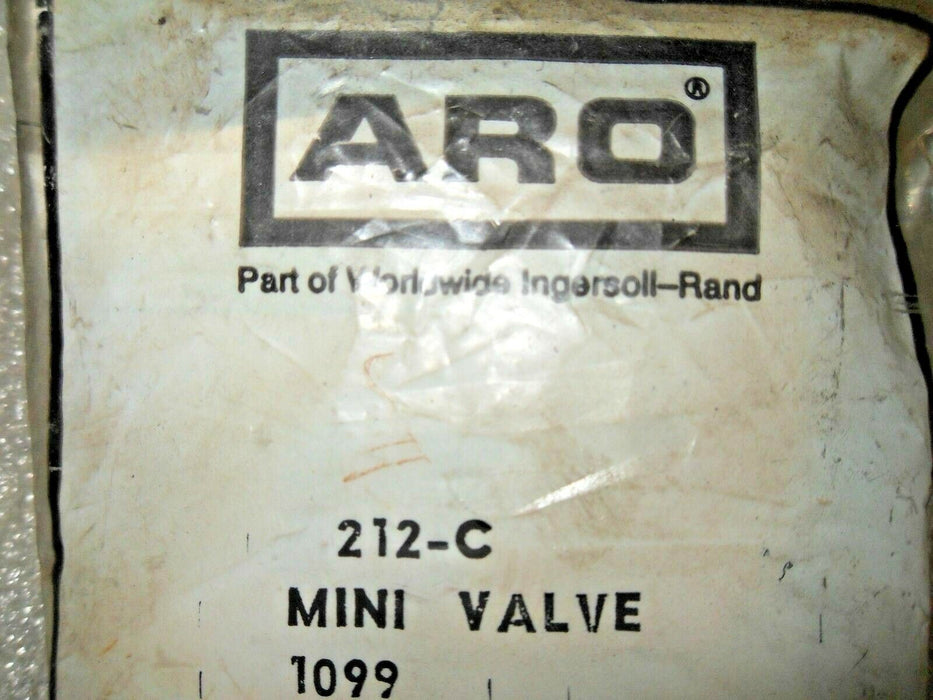 ARO®
Part of Worldwide Ingersoll-Rand
212-C
MINI VALVE
1099